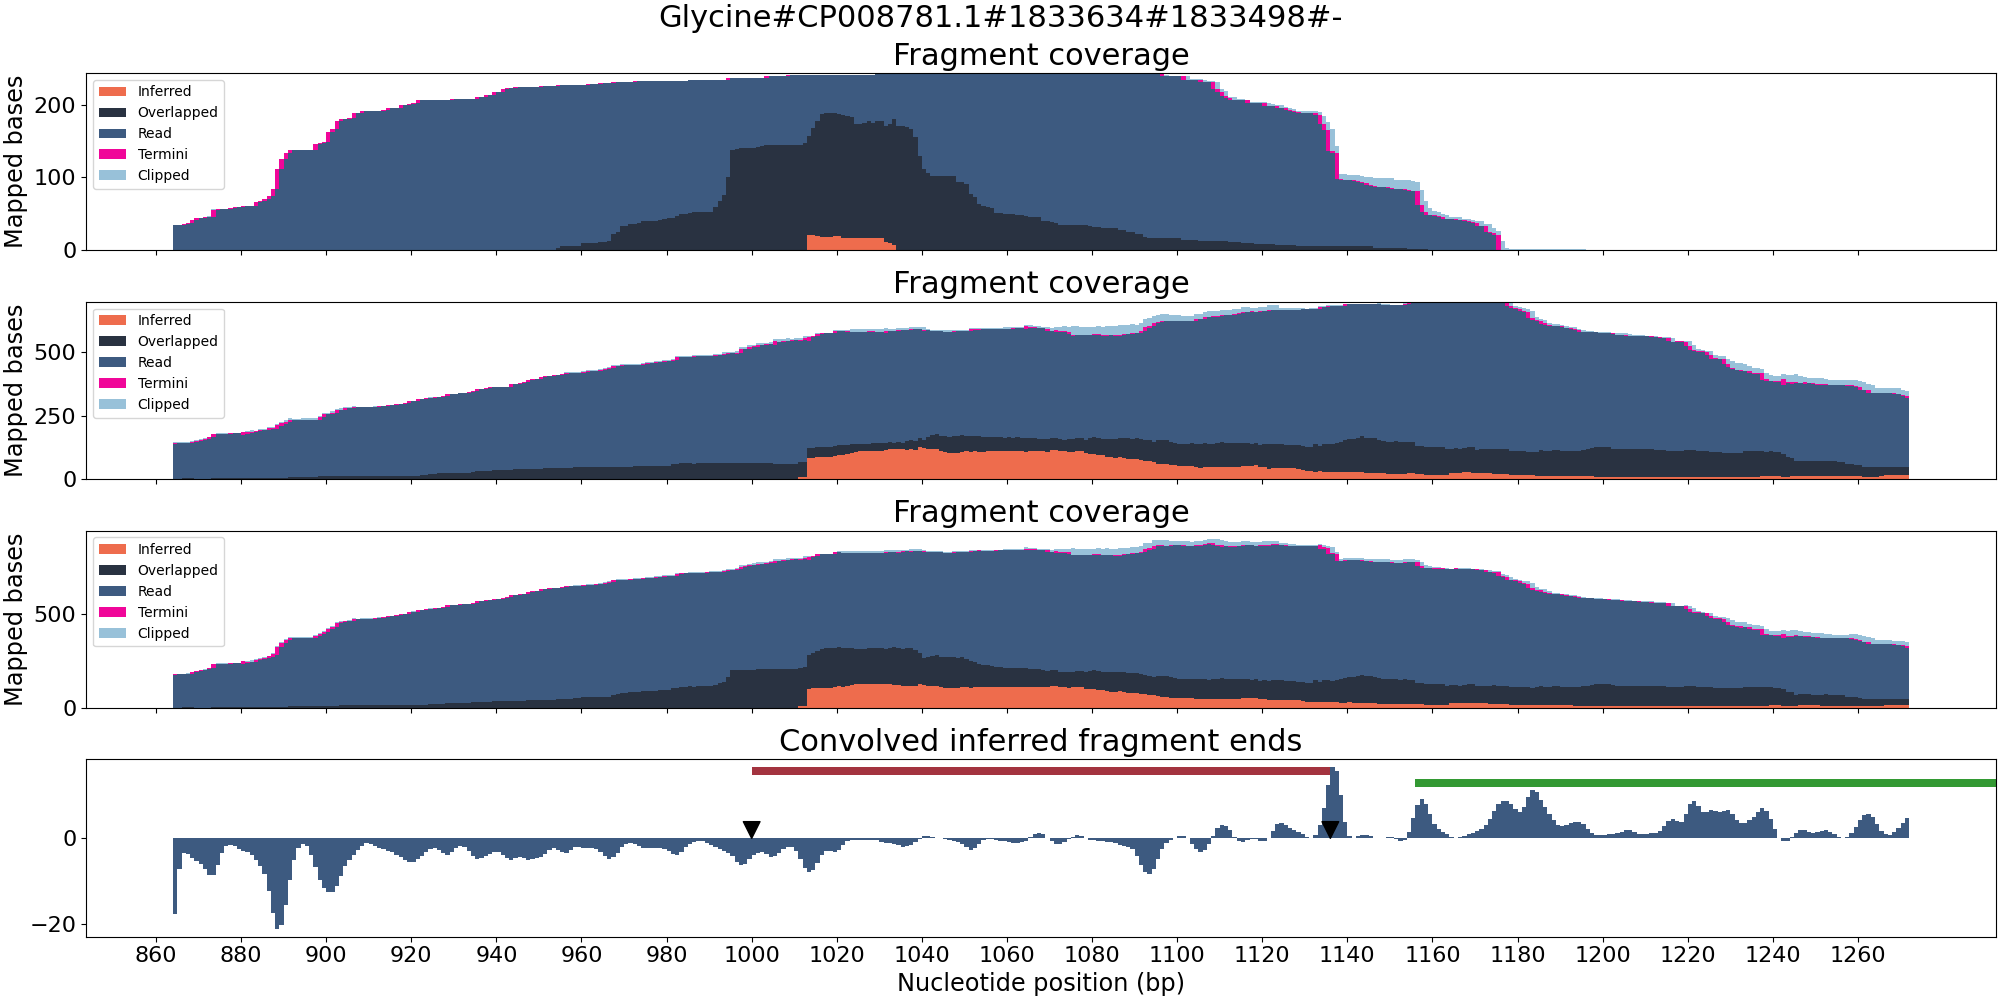 Glycine#CP008781.1#1833634#1833498#-
Fragment coverage
Mapped bases
200
100
0
Inferred
Overlapped
Read
Termini
Clipped
Fragment coverage
Mapped bases
500
250
0
Inferred
Overlapped
Read
Termini
Clipped
Fragment coverage
Mapped bases
500
0
Inferred
Overlapped
Read
Termini
Clipped
Convolved inferred fragment ends
0
−20
860 880 900 920 940 960 980 1000 1020 1040 1060 1080 1100 1120 1140 1160 1180 1200 1220 1240 1260
Nucleotide position (bp)